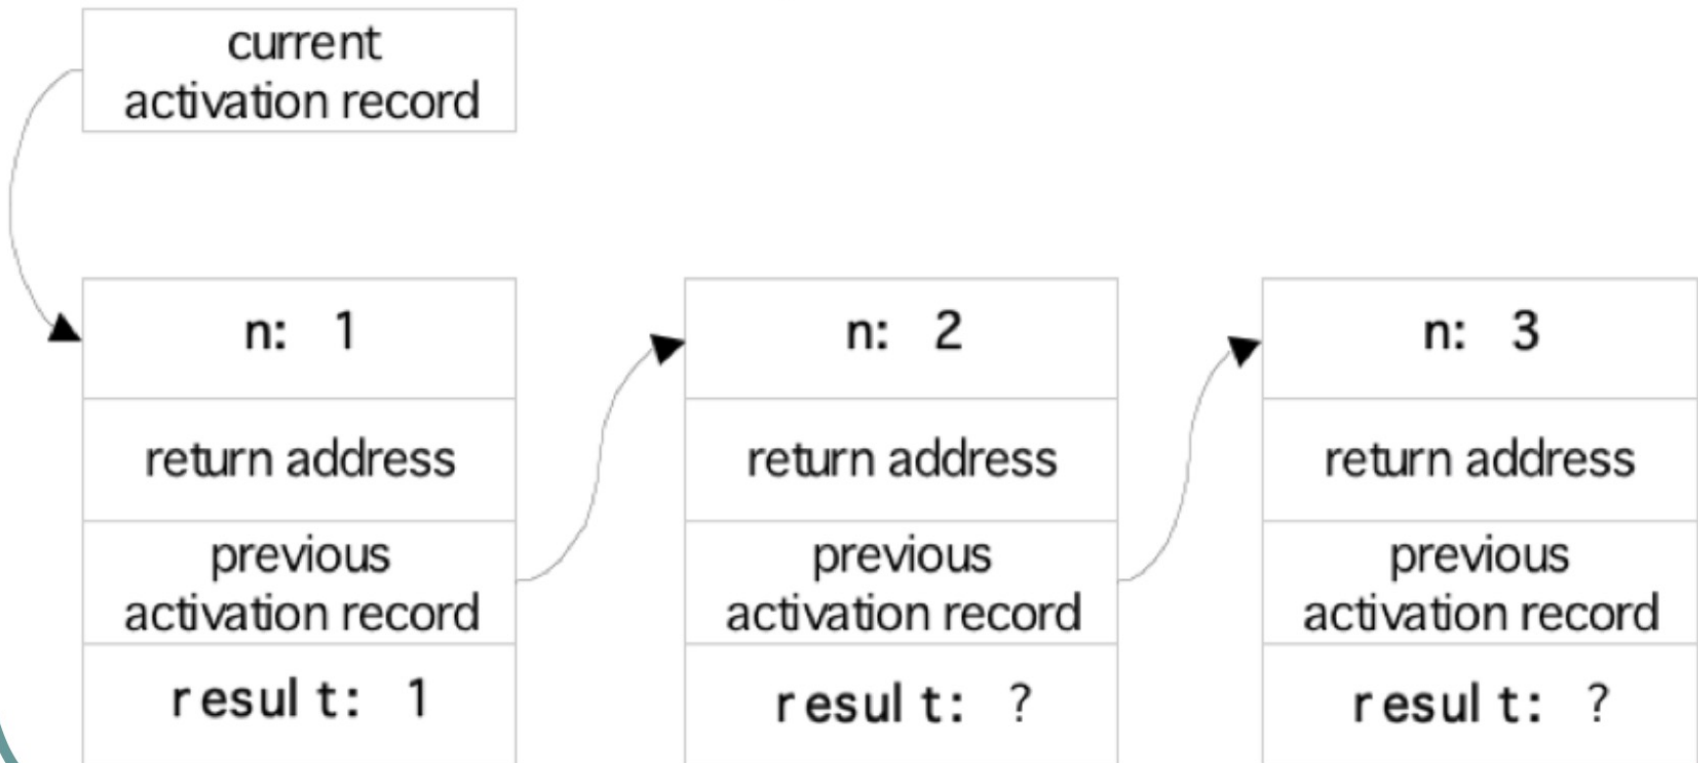 current
activation record
n: 1
return address
previous
activation record
result: 1
n: 2
return address
previous
activation record
result: ?
n: 3
return address
previous
activation record
result: ?